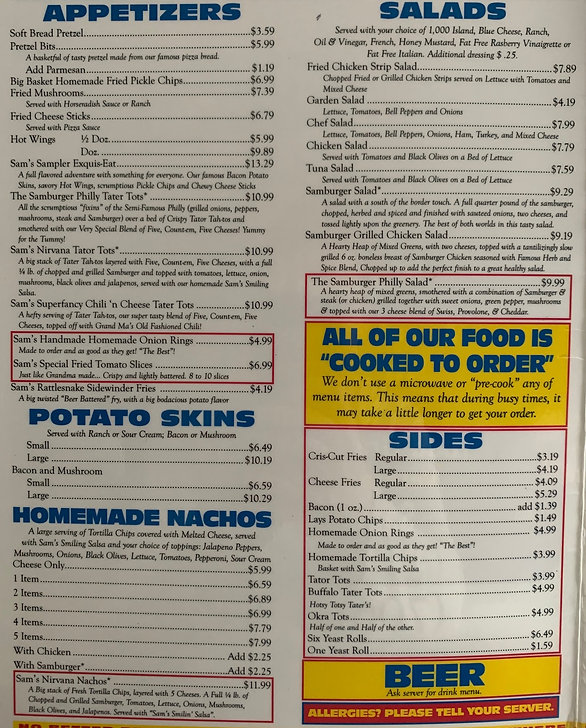 APPETIZERS
Soft Bread Pretzel $3.59
Pretzel Bits $5.99
A basketful of tasty pretzel made from our famous pizza bread.
Add Parmesan $1.19
Big Basket Homemade Fried Pickle Chips $6.99
Fried Mushrooms $7.39
Served with Horseradish Sauce or Ranch
Fried Cheese Sticks $6.79
Served with Pizza Sauce
Hot Wings ½ Doz. $5.99
Doz. $9.89
Sam's Sampler Exquis-Eat $13.29
A full flavored adventure with something for everyone. Our famous Bacon Potato
Skins, savory Hot Wings, scrumptious Pickle Chips and Chewy Cheese Sticks
The Samburger Philly Tater Tots* $10.99
All the scrumptious "fixins" of the Semi-Famous Philly (grilled onions, peppers,
mushrooms, steak and Samburger) over a bed of Crispy Tator Tah-tos and
smothered with our Very Special Blend of Five, Count-em, Five Cheeses! Yummy
for the Tummy!
Sam's Nirvana Tator Tots* $10.99
A big stack of Tater Tah-tos layered with Five, Count-em, Five Cheeses, with a full
¼ lb. of chopped and grilled Samburger and topped with tomatoes, lettuce, onion,
mushrooms, black olives and jalapenos, served with our homemade Sam's Smiling
Salsa.
Sam's Superfancy Chili 'n Cheese Tater Tots $10.99
A hefty serving of Tater Tah-tos, our super tasty blend of Five, Count-em, Five
Cheeses, topped off with Grand Ma's Old Fashioned Chili!
Sam's Handmade Homemade Onion Rings $4.99
Made to order and as good as they get! "The Best"!
Sam's Special Fried Tomato Slices $6.99
Just like Grandma made... Crispy and lightly battered. 8 to 10 slices
Sam's Rattlesnake Sidewinder Fries $4.19
A big twisted "Beer Battered" fry, with a big bodacious potato flavor
POTATO SKINS
Served with Ranch or Sour Cream; Bacon or Mushroom
Small $6.49
Large $10.19
Bacon and Mushroom
Small $6.59
Large $10.29
HOMEMADE NACHOS
A large serving of Tortilla Chips covered with Melted Cheese, served
with Sam's Smiling Salsa and your choice of toppings: Jalapeno Peppers,
Mushrooms, Onions, Black Olives, Lettuce, Tomatoes, Pepperoni, Sour Cream
Cheese Only $5.99
1 Item $6.59
2 Items $6.89
3 Items $6.99
4 Items $7.79
5 Items $7.99
With Chicken Add $2.25
With Samburger* Add $2.25
Sam's Nirvana Nachos* $11.99
A Big stack of Fresh Tortilla Chips, layered with 5 Cheeses. A Full ¼ lb. of
Chopped and Grilled Samburger, Tomatoes, Lettuce, Onions, Mushrooms,
Black Olives, and Jalapenos. Served with "Sam's Smilin' Salsa".
SALADS
Served with your choice of 1,000 Island, Blue Cheese, Ranch,
Oil & Vinegar, French, Honey Mustard, Fat Free Rasberry Vinaigrette or
Fat Free Italian. Additional dressing $ .25.
Fried Chicken Strip Salad $7.89
Chopped Fried or Grilled Chicken Strips served on Lettuce with Tomatoes and
Mixed Cheese
Garden Salad $4.19
Lettuce, Tomatoes, Bell Peppers and Onions
Chef Salad $7.99
Lettuce, Tomatoes, Bell Peppers, Onions, Ham, Turkey, and Mixed Cheese
Chicken Salad $7.79
Served with Tomatoes and Black Olives on a Bed of Lettuce
Tuna Salad $7.59
Served with Tomatoes and Black Olives on a Bed of Lettuce
Samburger Salad* $9.29
A salad with a south of the border touch. A full quarter pound of the samburger,
chopped, herbed and spiced and finished with sauteed onions, two cheeses, and
tossed lightly upon the greenery. The best of both worlds in this tasty salad.
Samburger Grilled Chicken Salad $9.19
A Hearty Heap of Mixed Greens, with two cheeses, topped with a tantilizingly slow
grilled 6 oz. boneless breast of Samburger Chicken seasoned with Famous Herb and
Spice Blend, Chopped up to add the perfect finish to a great healthy salad.
The Samburger Philly Salad* $9.99
A hearty heap of mixed greens, smothered with a combination of Samburger &
steak (or chicken) grilled together with sweet onions, green pepper, mushrooms
& topped with our 3 cheese blend of Swiss, Provolone, & Cheddar.
ALL OF OUR FOOD IS
"COOKED TO ORDER"
We don't use a microwave or "pre-cook" any of
menu items. This means that during busy times, it
may take a little longer to get your order.
SIDES
Cris-Cut Fries Regular $3.19
Large $4.19
Cheese Fries Regular $4.09
Large $5.29
Bacon (1 oz.) add $1.39
Lays Potato Chips $1.49
Homemade Onion Rings $4.99
Made to order and as good as they get! "The Best"!
Homemade Tortilla Chips $3.99
Basket with Sam's Smiling Salsa
Tator Tots $3.99
Buffalo Tater Tots $4.99
Hotsy Totsy Tater's!
Okra Tots $4.99
Half of one and Half of the other.
Six Yeast Rolls $6.49
One Yeast Roll $1.59
BEER
Ask server for drink menu.
ALLERGIES? PLEASE TELL YOUR SERVER.